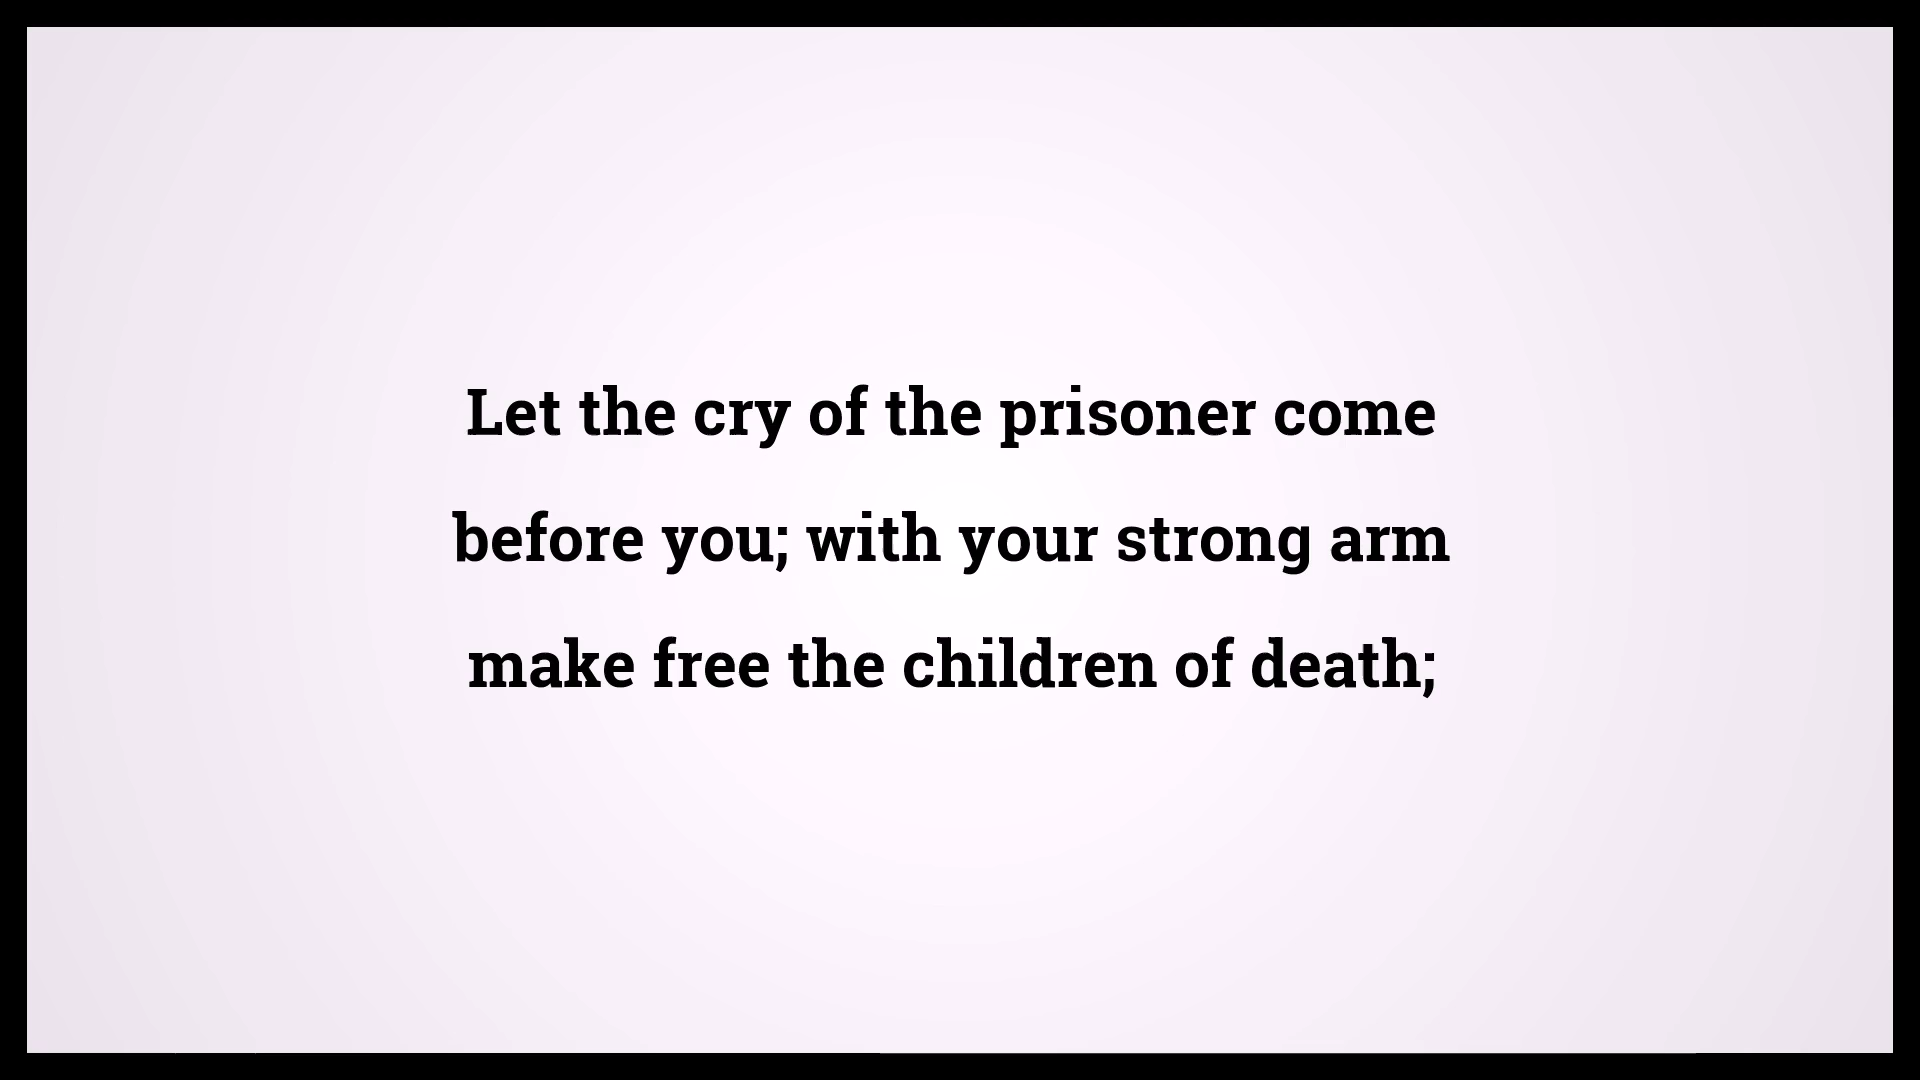 Let the cry of the prisoner come
before you; with your strong arm
make free the children of death;